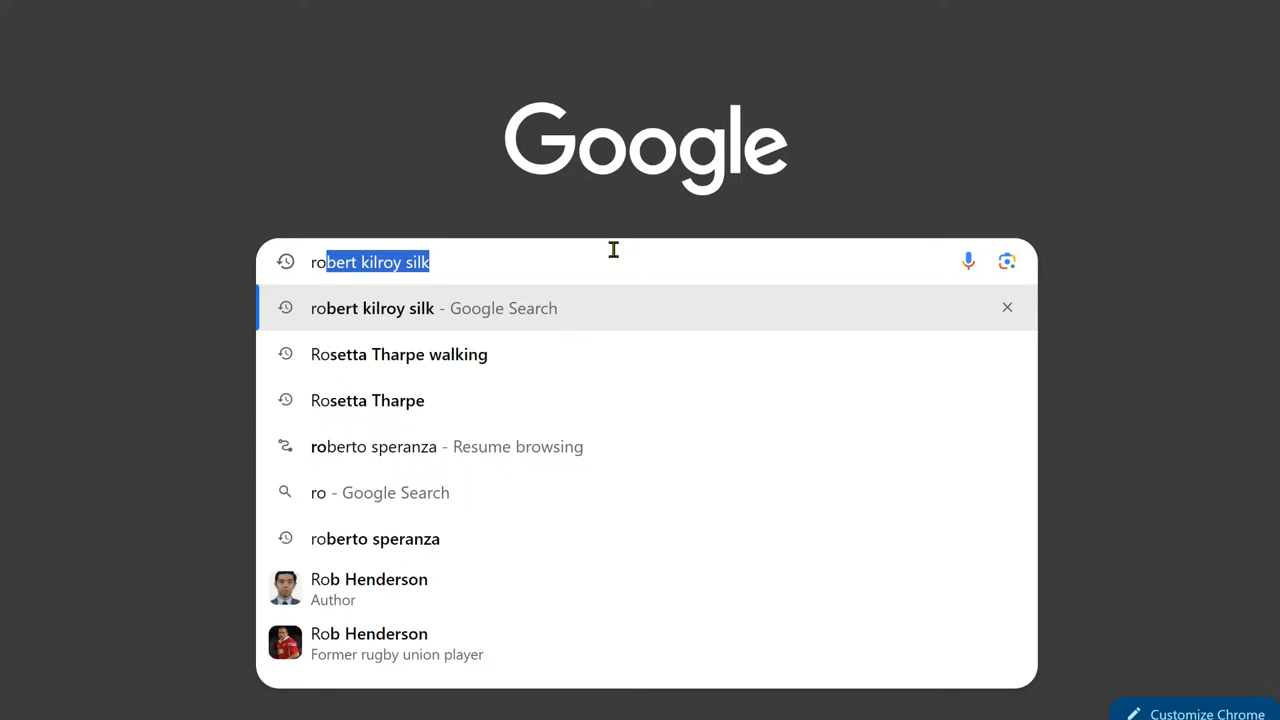 Google
robert kilroy silk
robert kilroy silk - Google Search
Rosetta Tharpe walking
Rosetta Tharpe
roberto speranza - Resume browsing
ro - Google Search
roberto speranza
Rob Henderson
Author
Rob Henderson
Former rugby union player
Customize Chrome